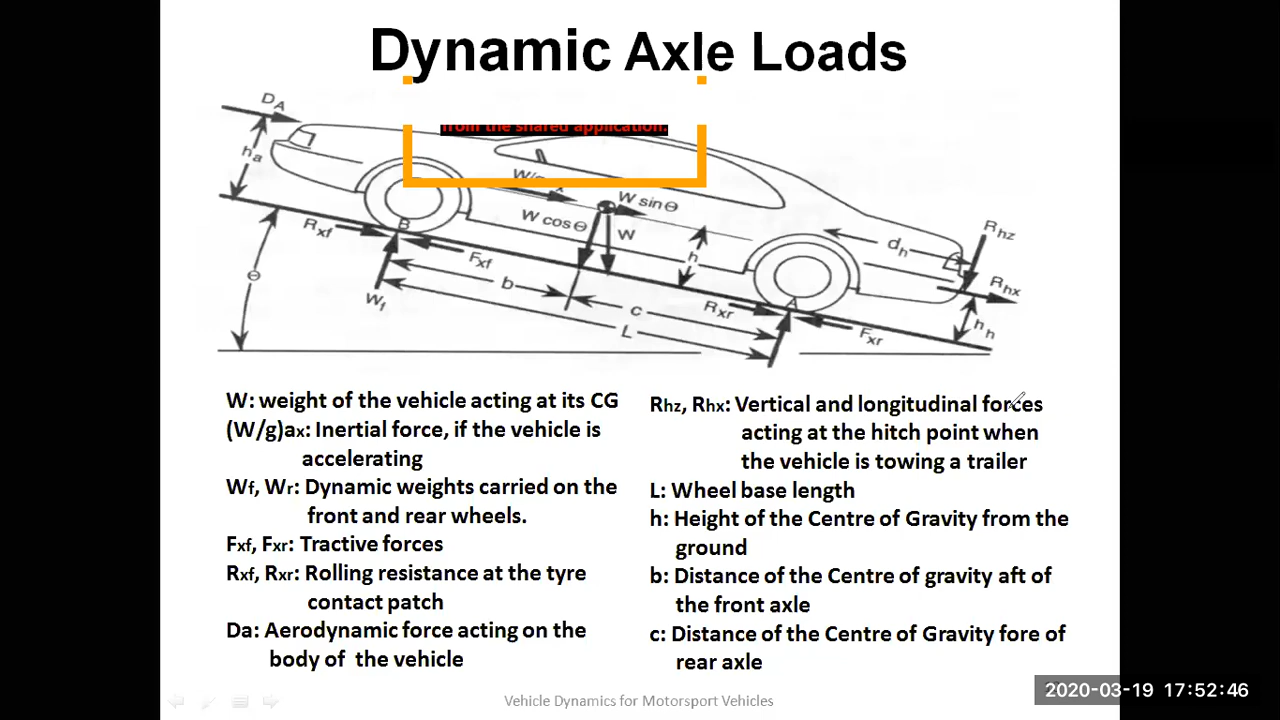 Dynamic Axle Loads
from the shared application.
DA
ha
W sinΘ
W cosΘ
W
B
Rxf
Fxf
Θ
b
Wf
h
c
L
Rxr
A
Fxr
dh
Rhz
Rhx
hh
W: weight of the vehicle acting at its CG
(W/g)ax: Inertial force, if the vehicle is
accelerating
Wf, Wr: Dynamic weights carried on the
front and rear wheels.
Fxf, Fxr: Tractive forces
Rxf, Rxr: Rolling resistance at the tyre
contact patch
Da: Aerodynamic force acting on the
body of the vehicle
Rhz, Rhx: Vertical and longitudinal forces
acting at the hitch point when
the vehicle is towing a trailer
L: Wheel base length
h: Height of the Centre of Gravity from the
ground
b: Distance of the Centre of gravity aft of
the front axle
c: Distance of the Centre of Gravity fore of
rear axle
Vehicle Dynamics for Motorsport Vehicles
2020-03-19 17:52:46